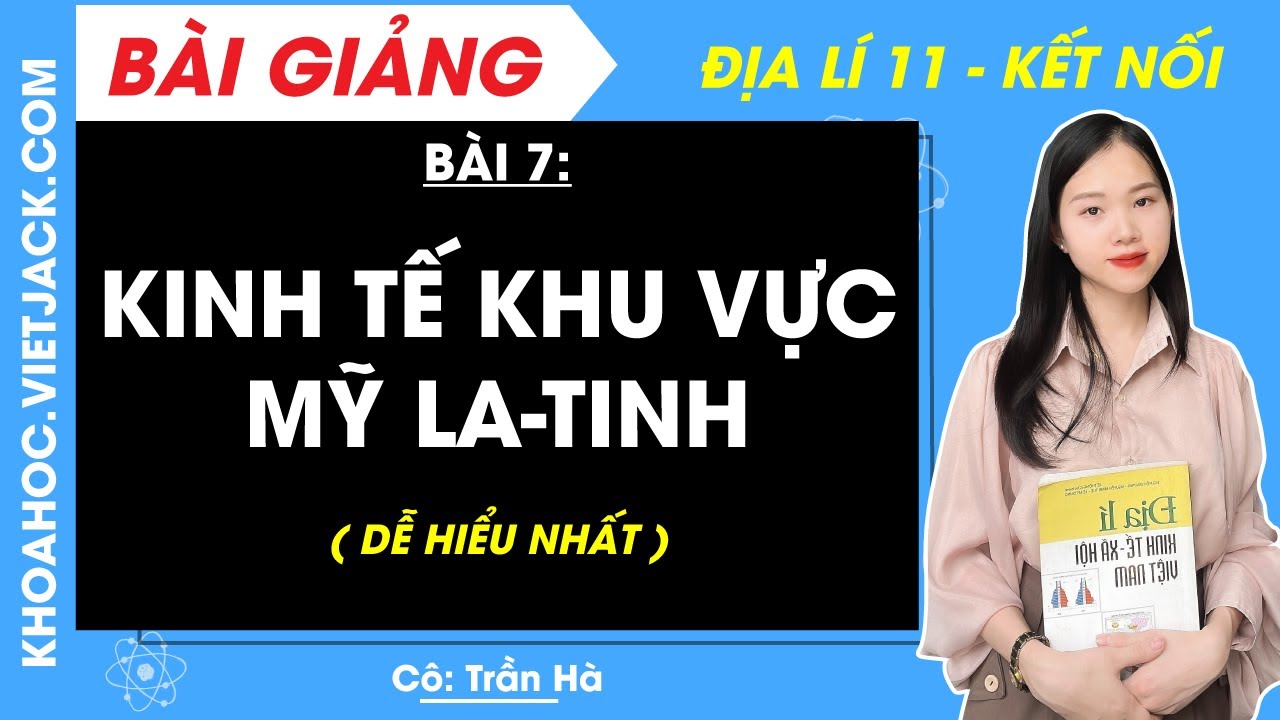 BÀI GIẢNG
ĐỊA LÍ 11 - KẾT NỐI
KHOAHOC.VIETJACK.COM
BÀI 7:
KINH TẾ KHU VỰC
MỸ LA-TINH
( DỄ HIỂU NHẤT )
Cô: Trần Hà
Địa lí
KINH TẾ-XÃ HỘI
VIỆT NAM